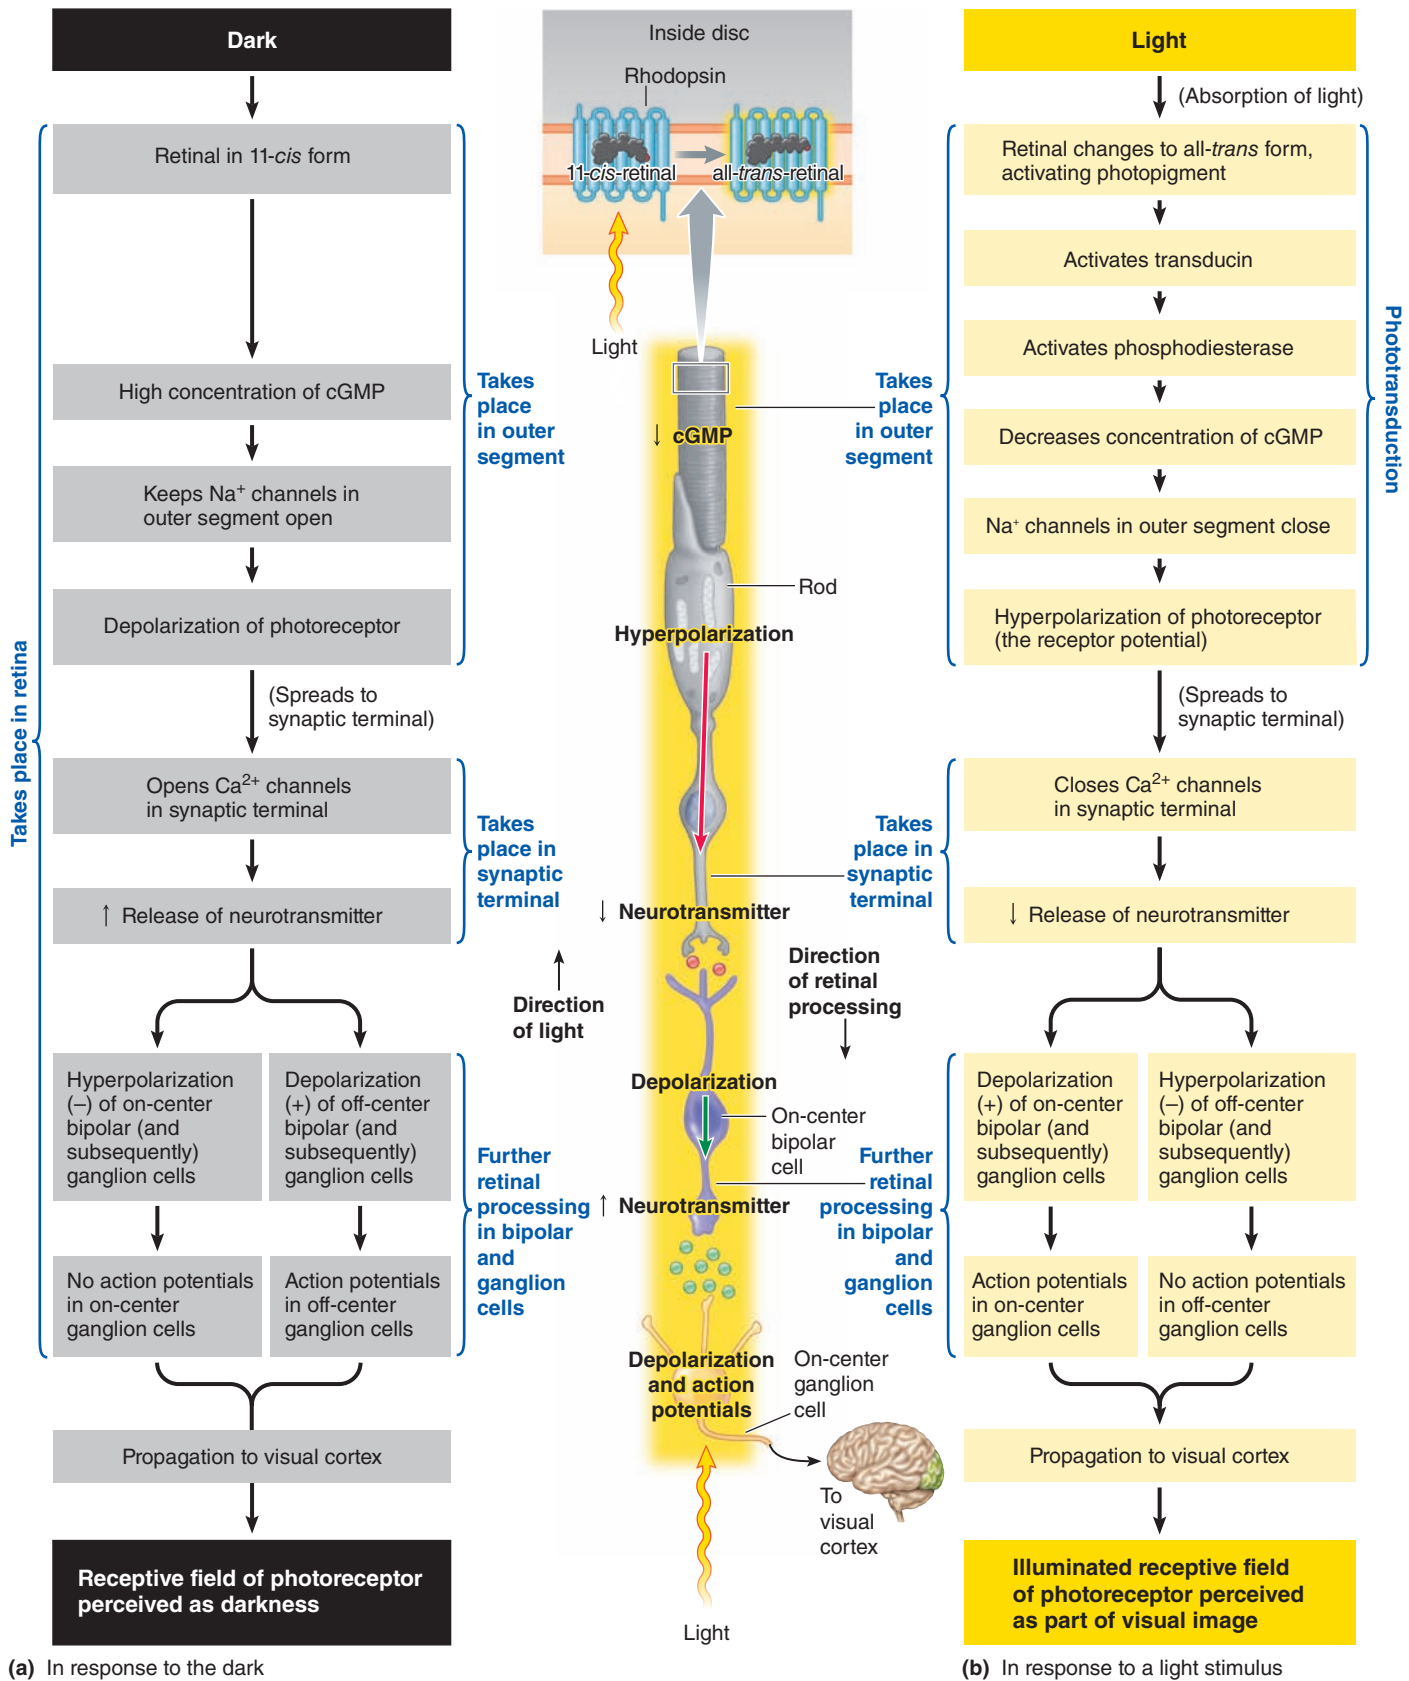 Dark
Retinal in 11-cis form
High concentration of cGMP
Keeps Na⁺ channels in
outer segment open
Depolarization of photoreceptor
(Spreads to
synaptic terminal)
Opens Ca²⁺ channels
in synaptic terminal
↑ Release of neurotransmitter
Hyperpolarization
(–) of on-center
bipolar (and
subsequently)
ganglion cells
Depolarization
(+) of off-center
bipolar (and
subsequently)
ganglion cells
No action potentials
in on-center
ganglion cells
Action potentials
in off-center
ganglion cells
Propagation to visual cortex
Receptive field of photoreceptor
perceived as darkness
(a) In response to the dark
Takes place in retina
Takes
place
in outer
segment
Takes
place in
synaptic
terminal
Further
retinal
processing
in bipolar
and
ganglion
cells
Inside disc
Rhodopsin
11-cis-retinal
all-trans-retinal
Light
↓ cGMP
Rod
Hyperpolarization
↓ Neurotransmitter
Direction
of light
Direction
of retinal
processing
Depolarization
On-center
bipolar
cell
↑ Neurotransmitter
Depolarization
and action
potentials
On-center
ganglion
cell
To
visual
cortex
Light
Takes
place
in outer
segment
Takes
place in
synaptic
terminal
Further
retinal
processing
in bipolar
and
ganglion
cells
Light
(Absorption of light)
Retinal changes to all-trans form,
activating photopigment
Activates transducin
Activates phosphodiesterase
Decreases concentration of cGMP
Na⁺ channels in outer segment close
Hyperpolarization of photoreceptor
(the receptor potential)
Phototransduction
(Spreads to
synaptic terminal)
Closes Ca²⁺ channels
in synaptic terminal
↓ Release of neurotransmitter
Depolarization
(+) of on-center
bipolar (and
subsequently)
ganglion cells
Hyperpolarization
(–) of off-center
bipolar (and
subsequently)
ganglion cells
Action potentials
in on-center
ganglion cells
No action potentials
in off-center
ganglion cells
Propagation to visual cortex
Illuminated receptive field
of photoreceptor perceived
as part of visual image
(b) In response to a light stimulus